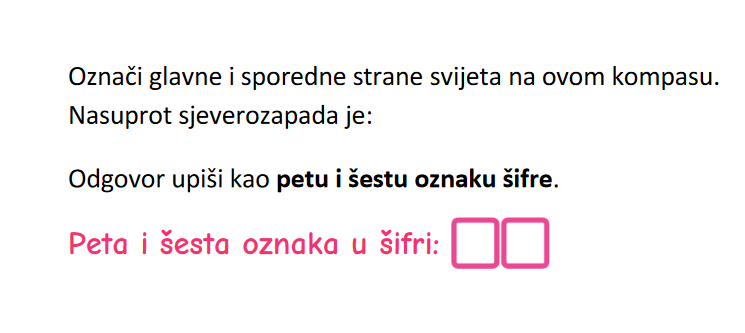 Označi glavne i sporedne strane svijeta na ovom kompasu.
Nasuprot sjeverozapada je:
Odgovor upiši kao petu i šestu oznaku šifre.
Peta i šesta oznaka u šifri: